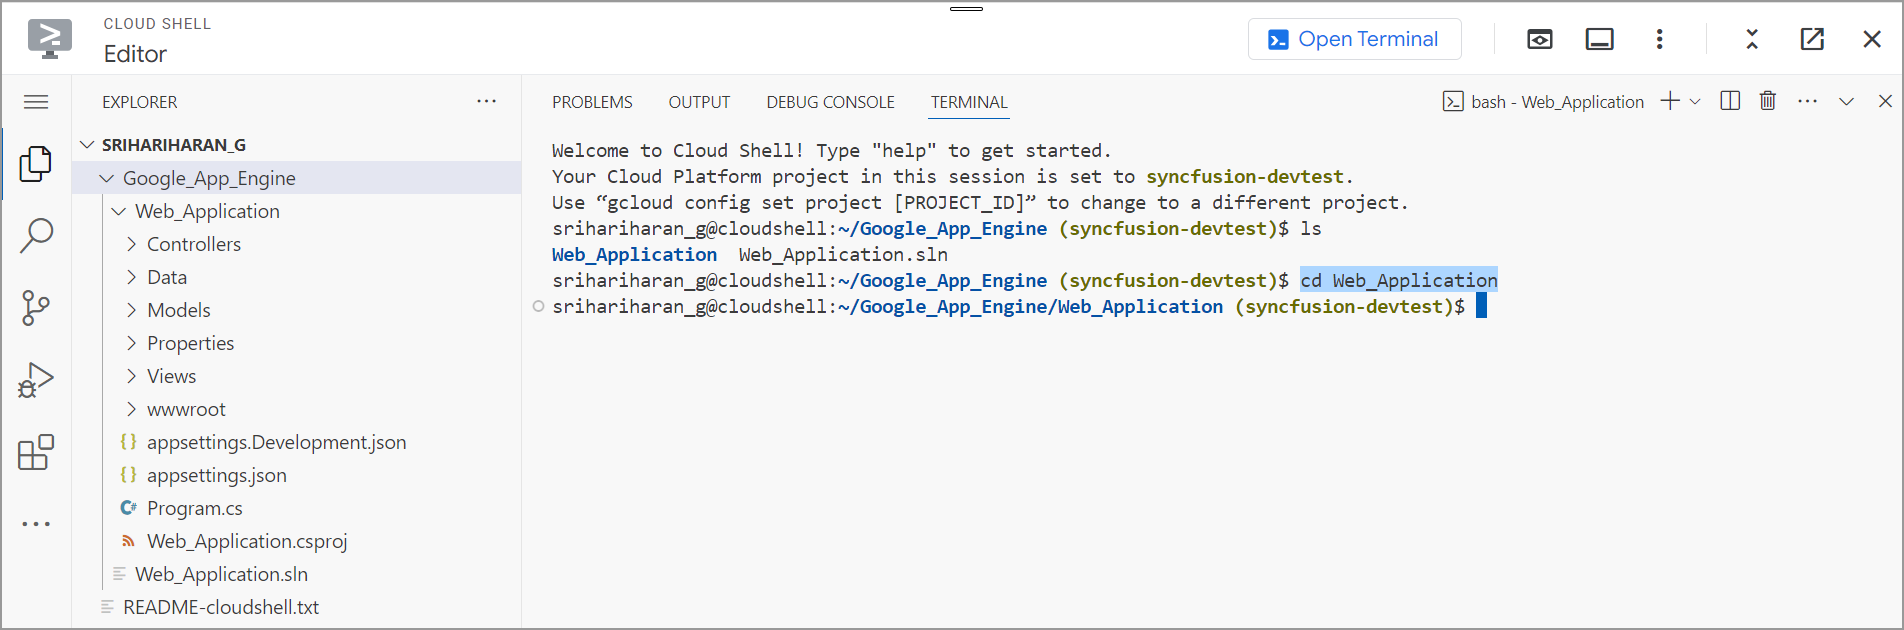 CLOUD SHELL
Editor
Open Terminal
EXPLORER
SRIHARIHARAN_G
Google_App_Engine
Web_Application
Controllers
Data
Models
Properties
Views
wwwroot
{} appsettings.Development.json
{} appsettings.json
C# Program.cs
Web_Application.csproj
Web_Application.sln
README-cloudshell.txt
PROBLEMS OUTPUT DEBUG CONSOLE TERMINAL
bash - Web_Application
Welcome to Cloud Shell! Type "help" to get started.
Your Cloud Platform project in this session is set to syncfusion-devtest.
Use “gcloud config set project [PROJECT_ID]” to change to a different project.
srihariharan_g@cloudshell:~/Google_App_Engine (syncfusion-devtest)$ ls
Web_Application Web_Application.sln
srihariharan_g@cloudshell:~/Google_App_Engine (syncfusion-devtest)$ cd Web_Application
srihariharan_g@cloudshell:~/Google_App_Engine/Web_Application (syncfusion-devtest)$